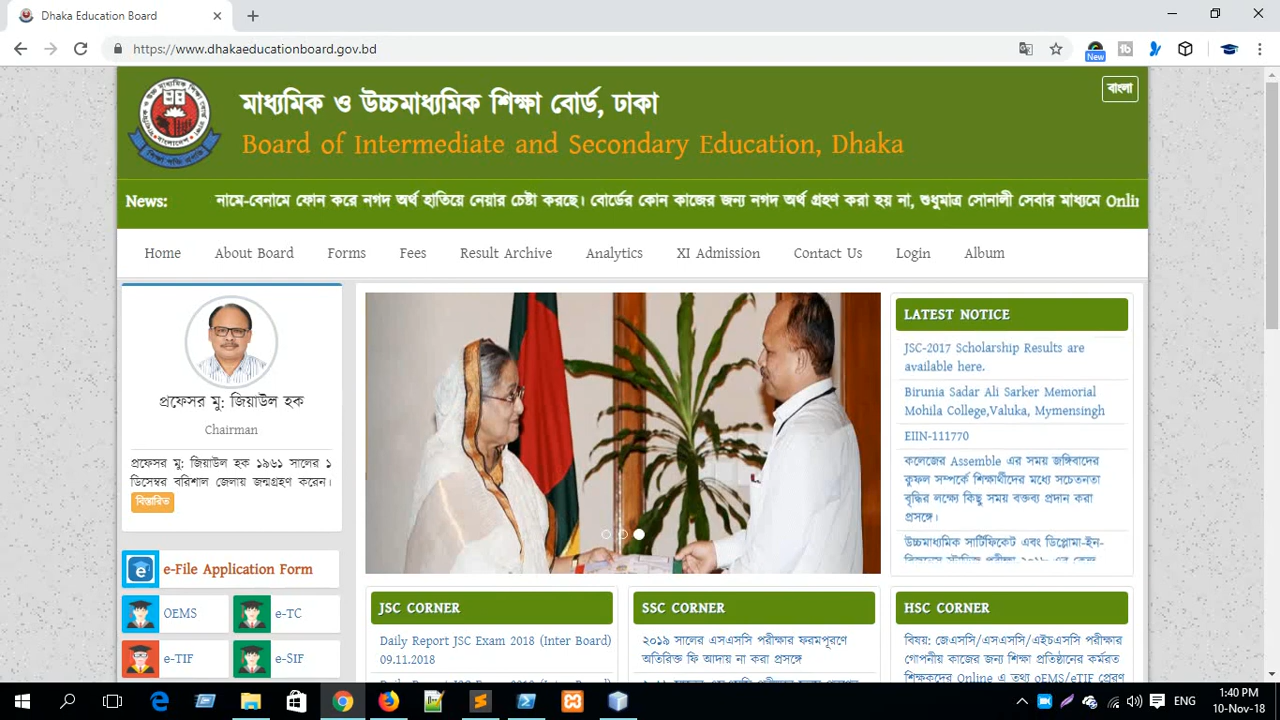 Dhaka Education Board
https://www.dhakaeducationboard.gov.bd
New
বাংলা
মাধ্যমিক ও উচ্চমাধ্যমিক শিক্ষা বোর্ড, ঢাকা
Board of Intermediate and Secondary Education, Dhaka
News: নামে-বেনামে ফোন করে নগদ অর্থ হাতিয়ে নেয়ার চেষ্টা করছে। বোর্ডের কোন কাজের জন্য নগদ অর্থ গ্রহণ করা হয় না, শুধুমাত্র সোনালী সেবার মাধ্যমে Onlin
Home About Board Forms Fees Result Archive Analytics XI Admission Contact Us Login Album
প্রফেসর মু: জিয়াউল হক
Chairman
প্রফেসর মু: জিয়াউল হক ১৯৬১ সালের ১
ডিসেম্বর বরিশাল জেলায় জন্মগ্রহণ করেন।
বিস্তারিত
e-File Application Form
OEMS e-TC
e-TIF e-SIF
LATEST NOTICE
JSC-2017 Scholarship Results are
available here.
Birunia Sadar Ali Sarker Memorial
Mohila College,Valuka, Mymensingh
EIIN-111770
কলেজের Assemble এর সময় জঙ্গিবাদের
কুফল সম্পর্কে শিক্ষার্থীদের মধ্যে সচেতনতা
বৃদ্ধির লক্ষ্যে কিছু সময় বক্তব্য প্রদান করা
প্রসঙ্গে।
উচ্চমাধ্যমিক সার্টিফিকেট এবং ডিপ্লোমা-ইন-
JSC CORNER
Daily Report JSC Exam 2018 (Inter Board)
09.11.2018
SSC CORNER
২০১৯ সালের এসএসসি পরীক্ষার ফরমপূরণে
অতিরিক্ত ফি আদায় না করা প্রসঙ্গে
HSC CORNER
বিষয়: জেএসসি/এসএসসি/এইচএসসি পরীক্ষার
গোপনীয় কাজের জন্য শিক্ষা প্রতিষ্ঠানের কর্মরত
শিক্ষকদের Online এ তথ্য oEMS/eTIF প্রেরণ
ENG
1:40 PM
10-Nov-18